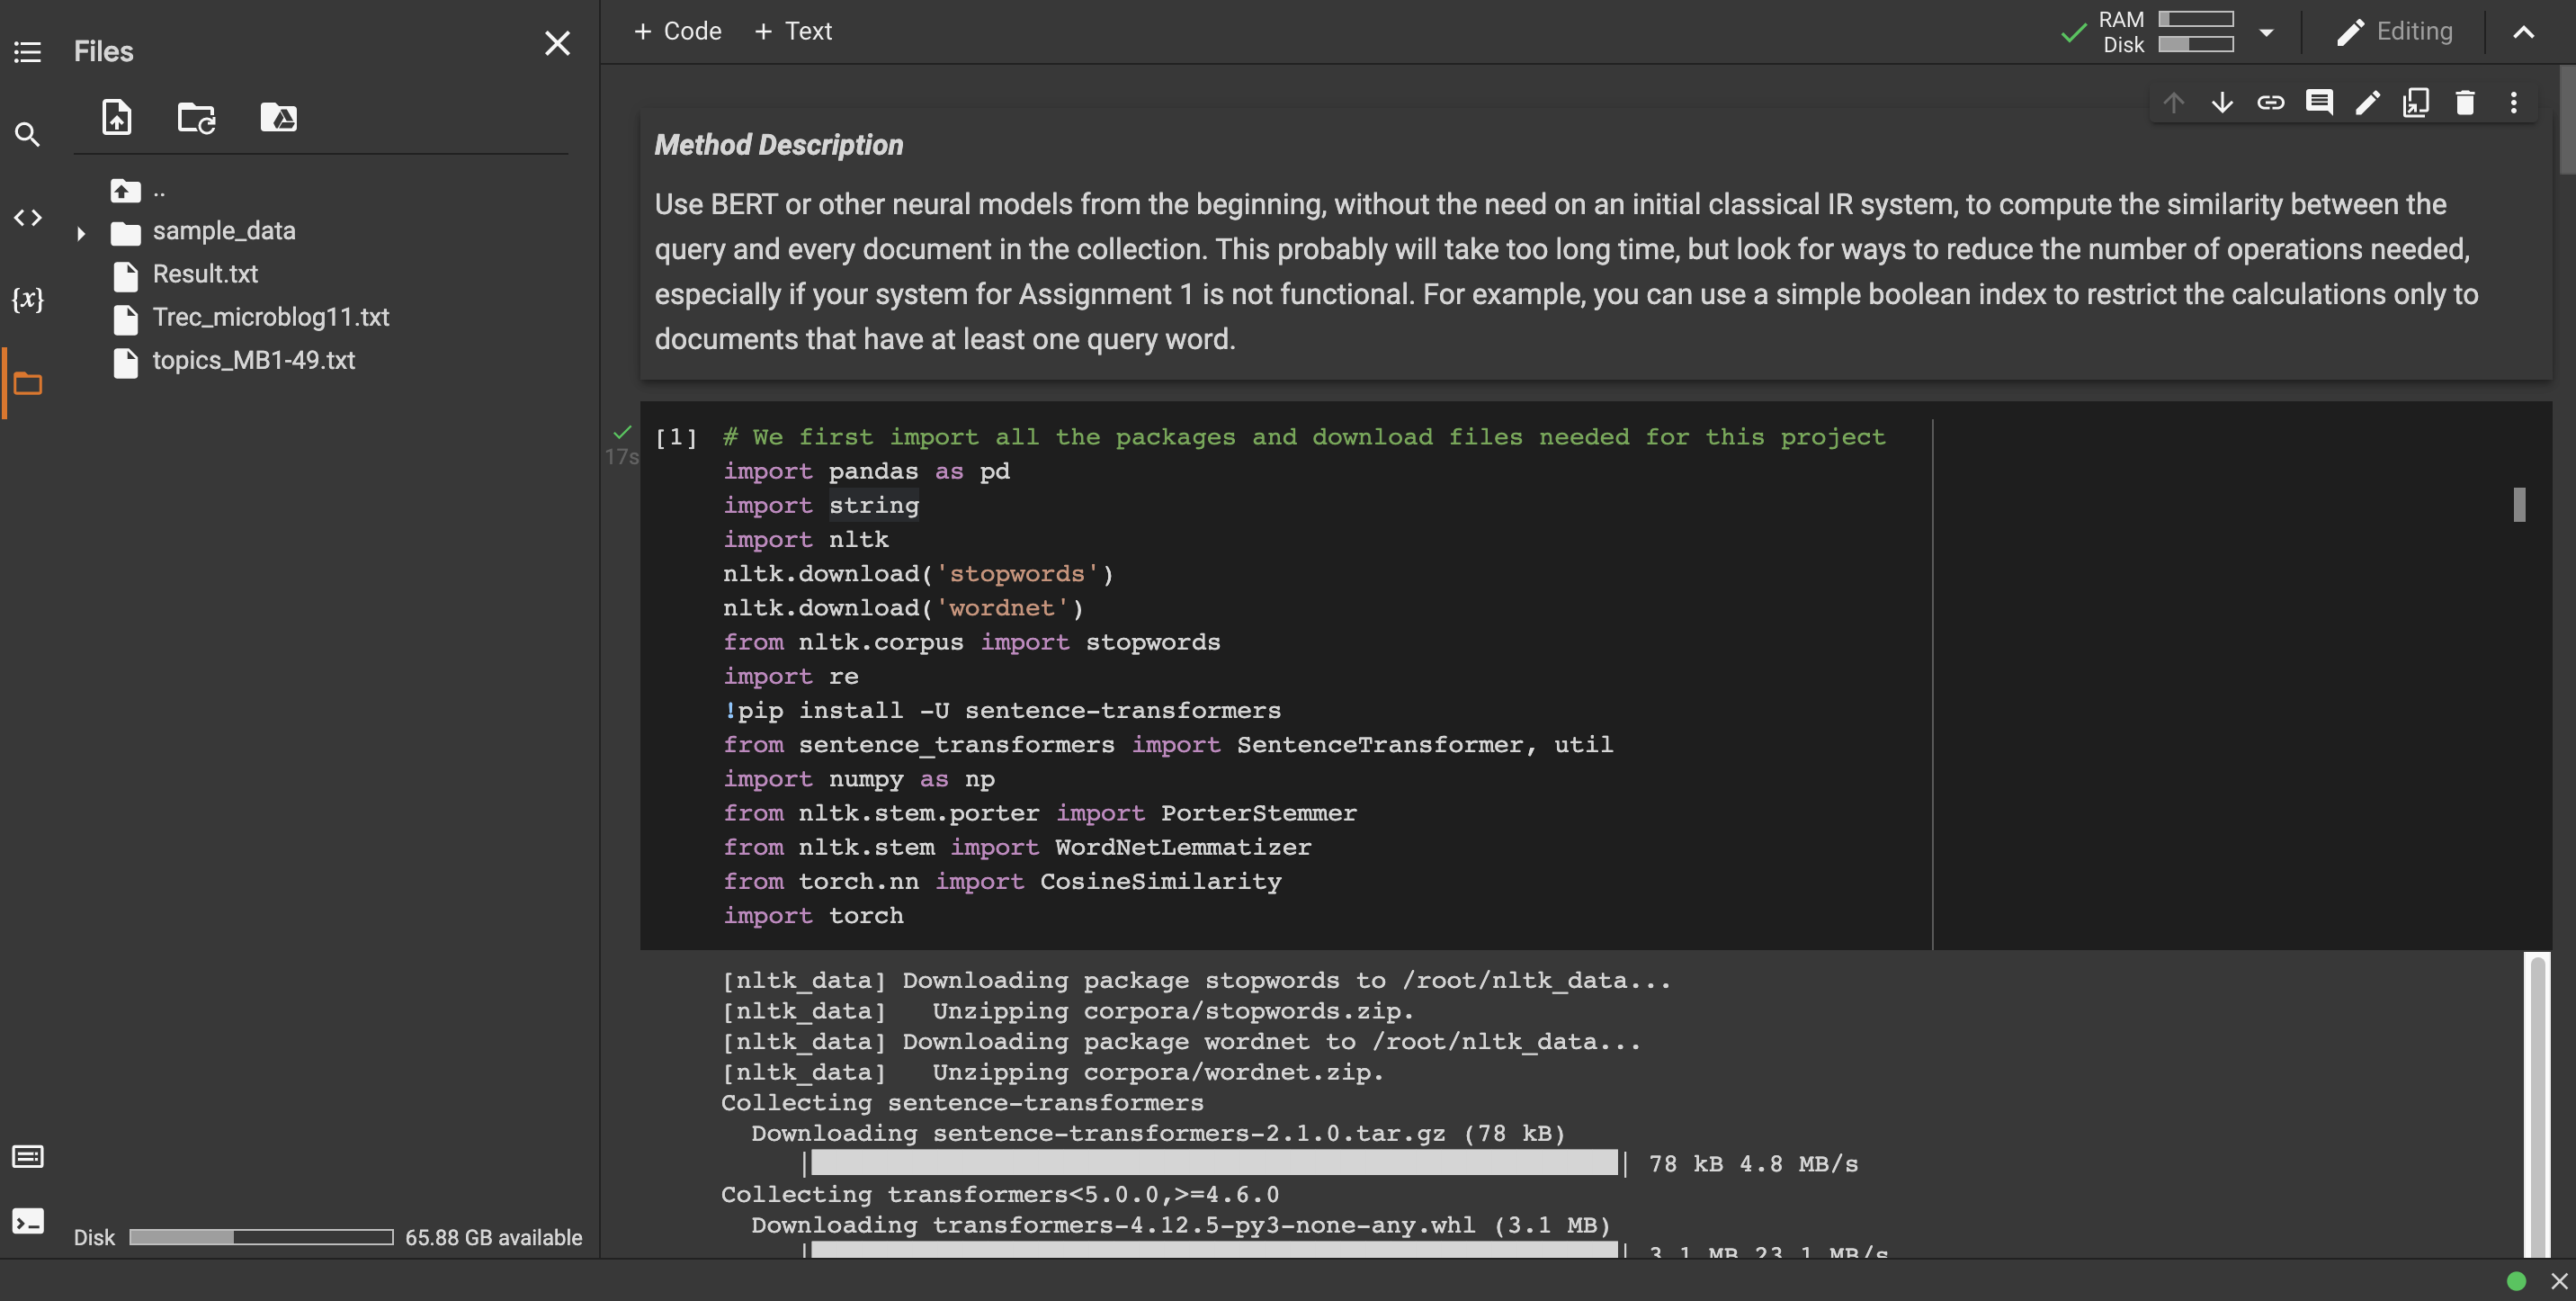 Files
..
sample_data
Result.txt
Trec_microblog11.txt
topics_MB1-49.txt
{x}
Disk 65.88 GB available
+ Code + Text
RAM
Disk
Editing
Method Description
Use BERT or other neural models from the beginning, without the need on an initial classical IR system, to compute the similarity between the
query and every document in the collection. This probably will take too long time, but look for ways to reduce the number of operations needed,
especially if your system for Assignment 1 is not functional. For example, you can use a simple boolean index to restrict the calculations only to
documents that have at least one query word.
17s
[1] # We first import all the packages and download files needed for this project
import pandas as pd
import string
import nltk
nltk.download('stopwords')
nltk.download('wordnet')
from nltk.corpus import stopwords
import re
!pip install -U sentence-transformers
from sentence_transformers import SentenceTransformer, util
import numpy as np
from nltk.stem.porter import PorterStemmer
from nltk.stem import WordNetLemmatizer
from torch.nn import CosineSimilarity
import torch
[nltk_data] Downloading package stopwords to /root/nltk_data...
[nltk_data]   Unzipping corpora/stopwords.zip.
[nltk_data] Downloading package wordnet to /root/nltk_data...
[nltk_data]   Unzipping corpora/wordnet.zip.
Collecting sentence-transformers
Downloading sentence-transformers-2.1.0.tar.gz (78 kB)
| | 78 kB 4.8 MB/s
Collecting transformers<5.0.0,>=4.6.0
Downloading transformers-4.12.5-py3-none-any.whl (3.1 MB)
| | 3.1 MB 23.1 MB/s